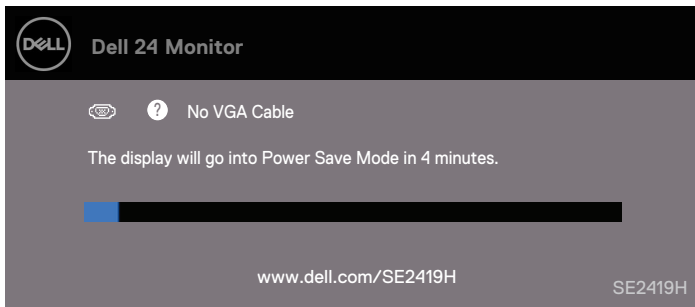 DELL
Dell 24 Monitor
? No VGA Cable
The display will go into Power Save Mode in 4 minutes.
www.dell.com/SE2419H
SE2419H